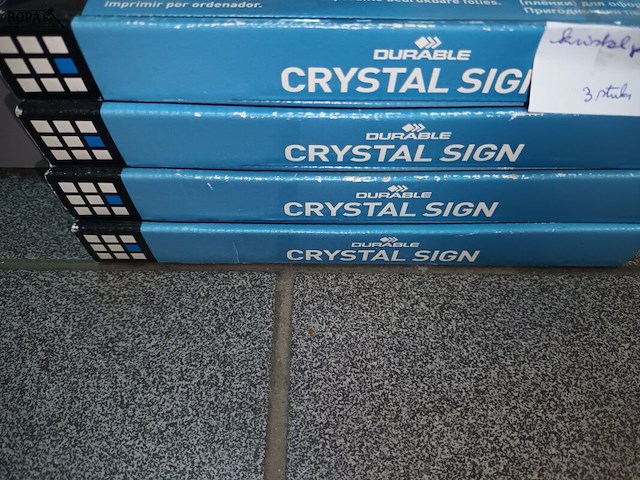 BOPA
imprimir por ordenador.
DURABLE
CRYSTAL SIGN
3 stuks
DURABLE
CRYSTAL SIGN
DURABLE
CRYSTAL SIGN
DURABLE
CRYSTAL SIGN